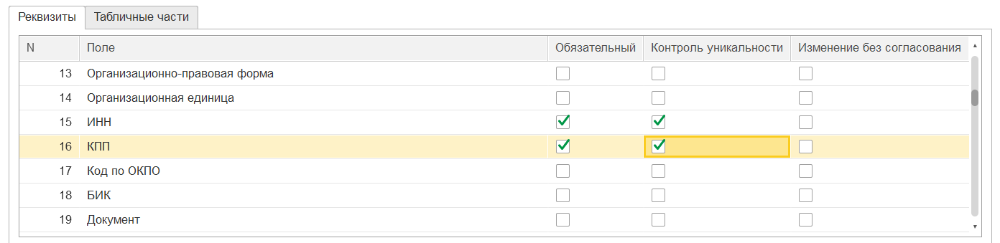 Реквизиты Табличные части
N Поле Обязательный Контроль уникальности Изменение без согласования
13 Организационно-правовая форма
14 Организационная единица
15 ИНН
16 КПП
17 Код по ОКПО
18 БИК
19 Документ